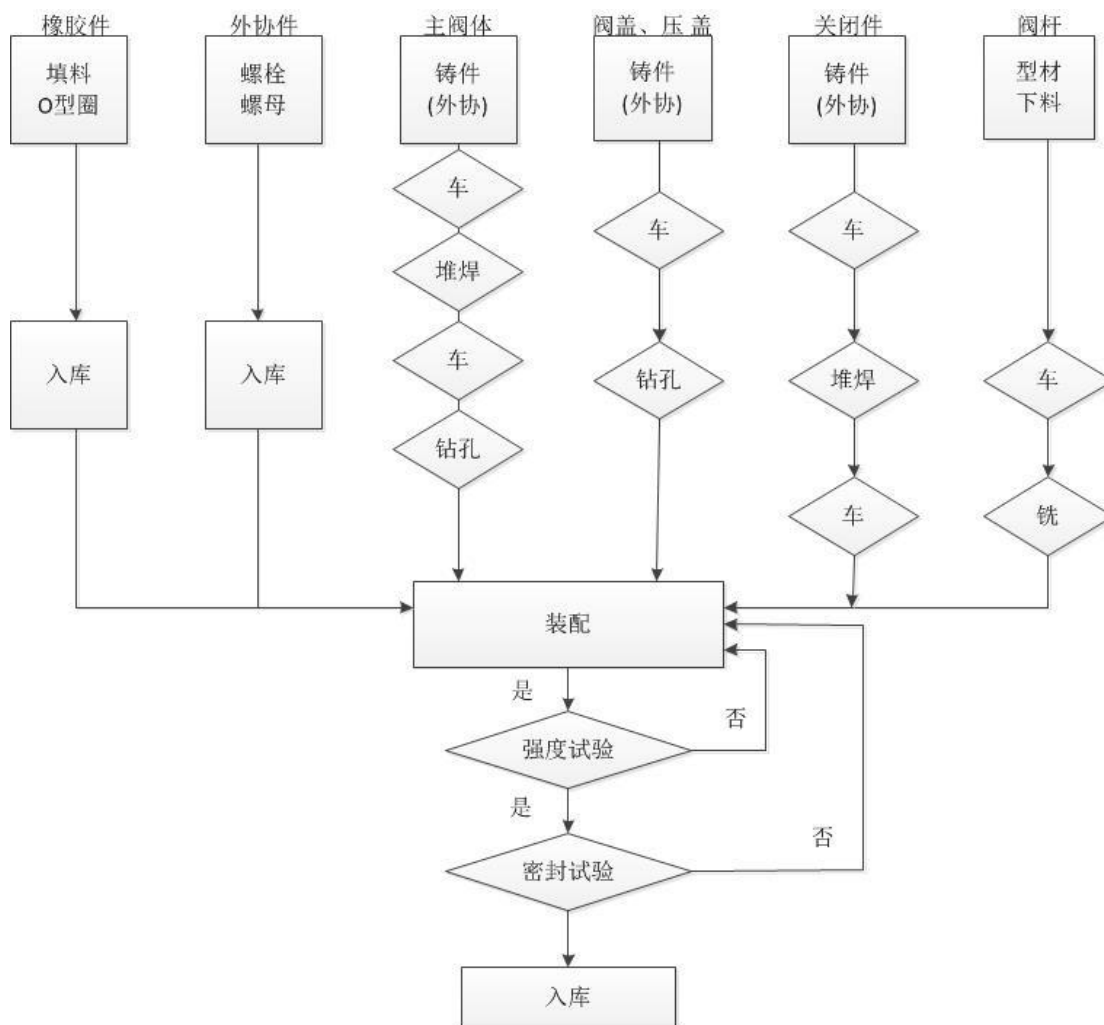 橡胶件
外协件
主阀体
阀盖、压 盖
关闭件
阀杆
填料
O型圈
螺栓
螺母
铸件
(外协)
铸件
(外协)
铸件
(外协)
型材
下料
车
车
车
堆焊
入库
入库
车
钻孔
堆焊
车
钻孔
车
铣
装配
是
否
强度试验
是
否
密封试验
入库